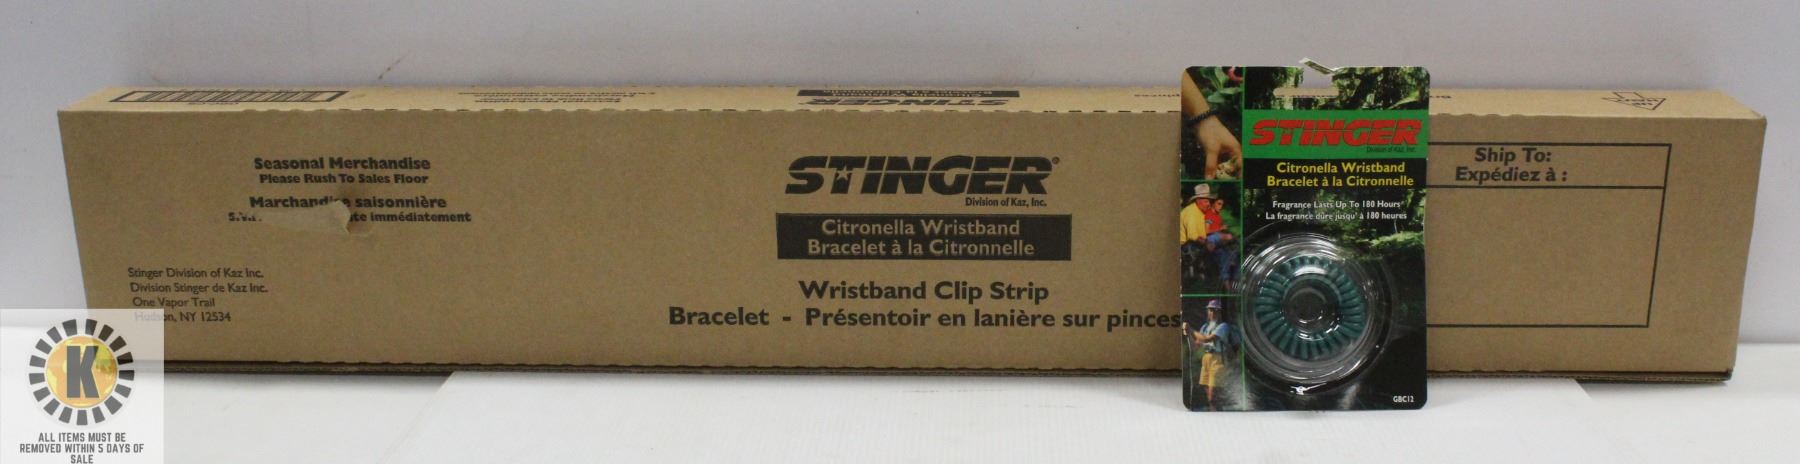 STINGER
Seasonal Merchandise
Please Rush To Sales Floor
Marchandise saisonnière
immédiatement
Stinger Division of Kaz Inc.
Division Stinger de Kaz Inc.
One Vapor Trail
Hudson, NY 12534
STINGER®
Division of Kaz, Inc.
Citronella Wristband
Bracelet à la Citronnelle
Wristband Clip Strip
Bracelet - Présentoir en lanière sur pinces
STINGER
Division of Kaz, Inc.
Citronella Wristband
Bracelet à la Citronnelle
Fragrance Lasts Up To 180 Hours*
La fragrance dûre jusqu' à 180 heures
GBC12
Ship To:
Expédiez à :
K
ALL ITEMS MUST BE
REMOVED WITHIN 5 DAYS OF
SALE